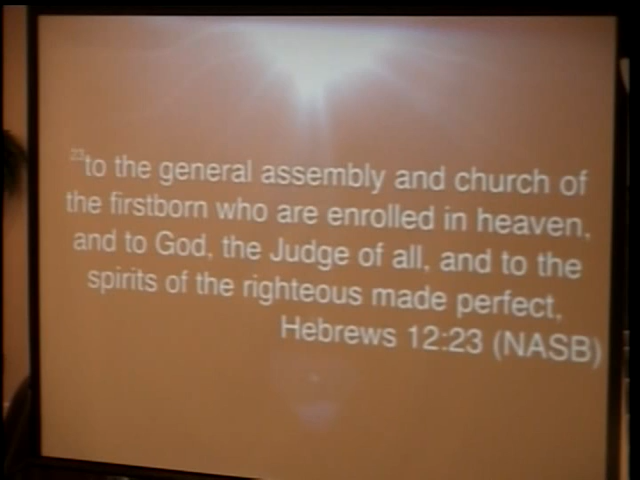 23to the general assembly and church of
the firstborn who are enrolled in heaven,
and to God, the Judge of all, and to the
spirits of the righteous made perfect,
Hebrews 12:23 (NASB)